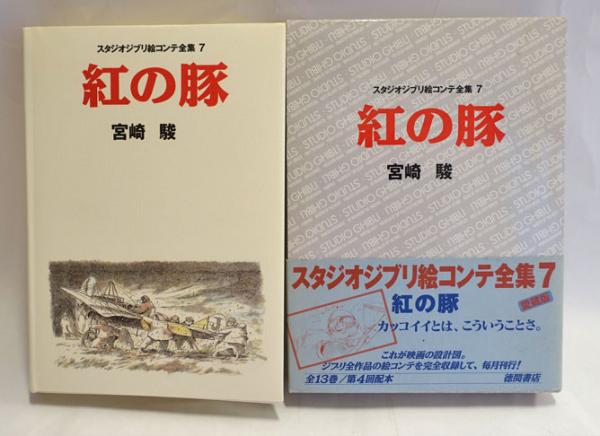 スタジオジブリ絵コンテ全集 7
紅の豚
宮崎 駿
スタジオジブリ絵コンテ全集 7
紅の豚
宮崎 駿
STUDIO GHIBLI
スタジオジブリ絵コンテ全集7
紅の豚
愛蔵版
カッコイイとは、こういうことさ。
これが映画の設計図。
ジブリ全作品の絵コンテを完全収録して、毎月刊行!
全13巻/第4回配本
徳間書店